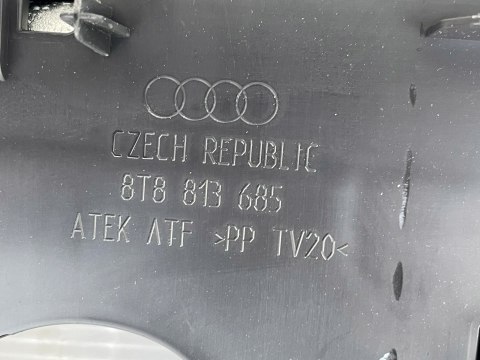 CZECH REPUBLIC
8T8 813 685
ATEK ATF >PP TV20<